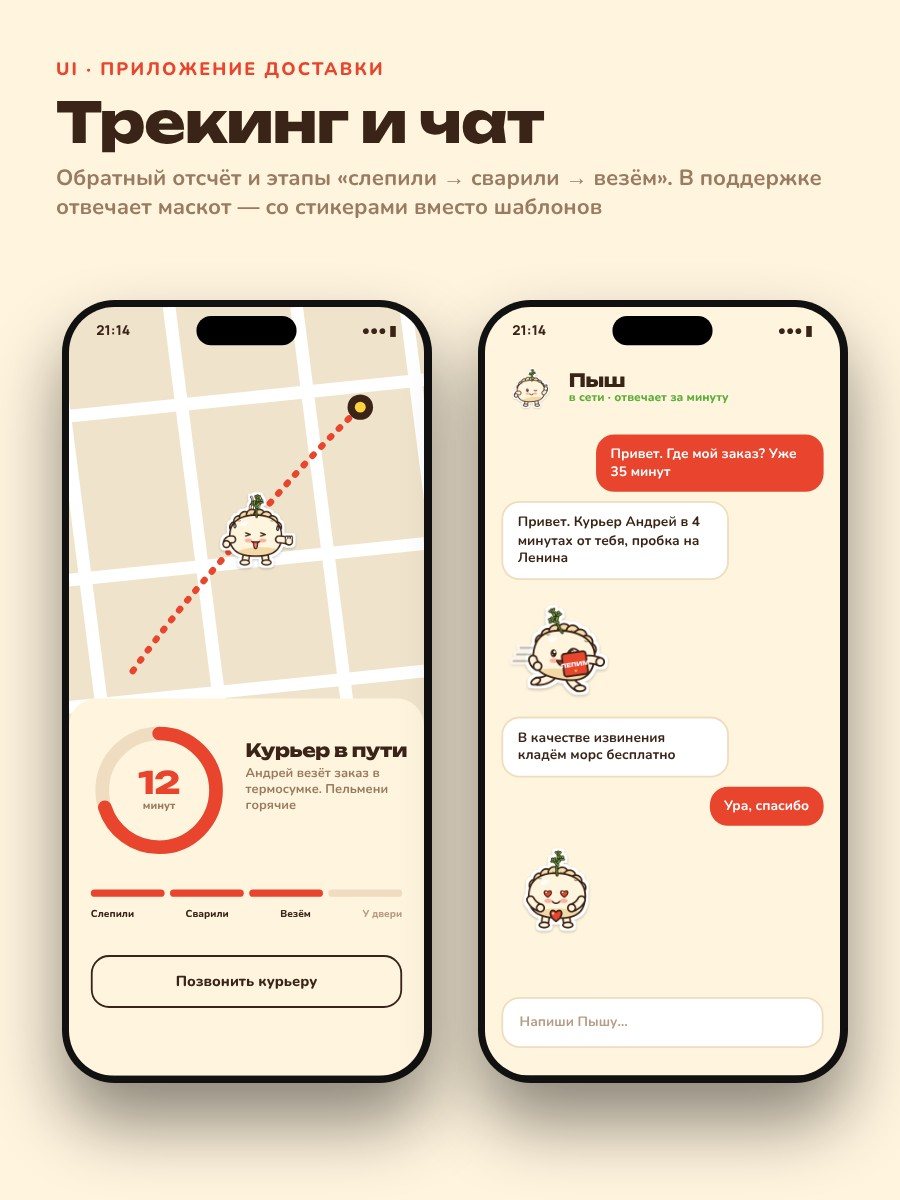 UI · ПРИЛОЖЕНИЕ ДОСТАВКИ
Трекинг и чат
Обратный отсчёт и этапы «слепили → сварили → везём». В поддержке
отвечает маскот — со стикерами вместо шаблонов
21:14
12
минут
Курьер в пути
Андрей везёт заказ в
термосумке. Пельмени
горячие
Слепили
Сварили
Везём
У двери
Позвонить курьеру
21:14
Пыш
в сети · отвечает за минуту
Привет. Где мой заказ? Уже
35 минут
Привет. Курьер Андрей в 4
минутах от тебя, пробка на
Ленина
В качестве извинения
кладём морс бесплатно
Ура, спасибо
Напиши Пышу...